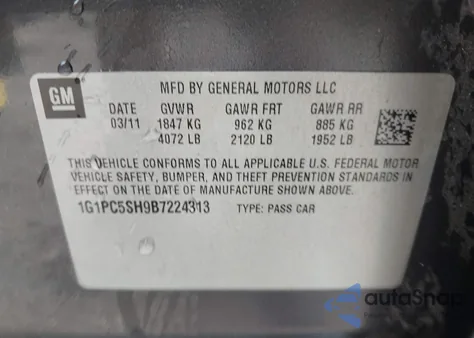 GM
MFD BY GENERAL MOTORS LLC
DATE GVWR GAWR FRT GAWR RR
03/11 1847 KG 962 KG 885 KG
4072 LB 2120 LB 1952 LB
THIS VEHICLE CONFORMS TO ALL APPLICABLE U.S. FEDERAL MOTOR
VEHICLE SAFETY, BUMPER, AND THEFT PREVENTION STANDARDS IN
EFFECT ON THE DATE OF MANUFACTURE SHOWN ABOVE.
1G1PC5SH9B7224313 TYPE: PASS CAR
autoSnap